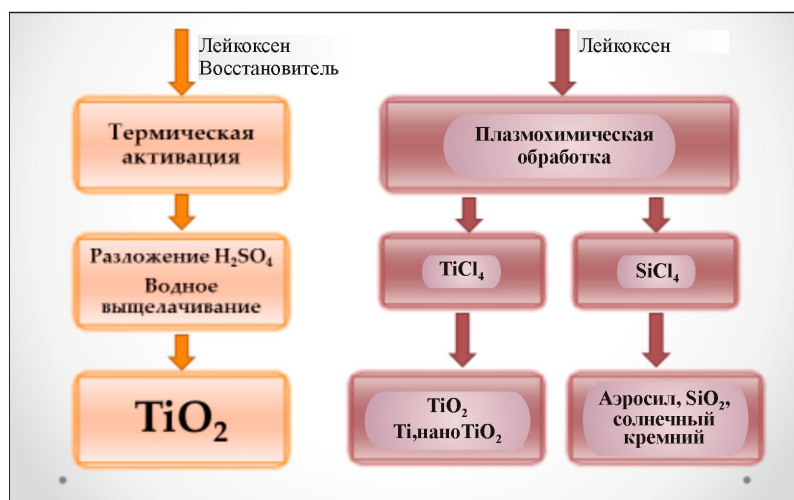 Лейкоксен
Восстановитель
Термическая
активация
Разложение H₂SO₄
Водное
выщелачивание
TiO₂
Лейкоксен
Плазмохимическая
обработка
TiCl₄
SiCl₄
TiO₂
Ti,наноTiO₂
Аэросил, SiO₂,
солнечный
кремний